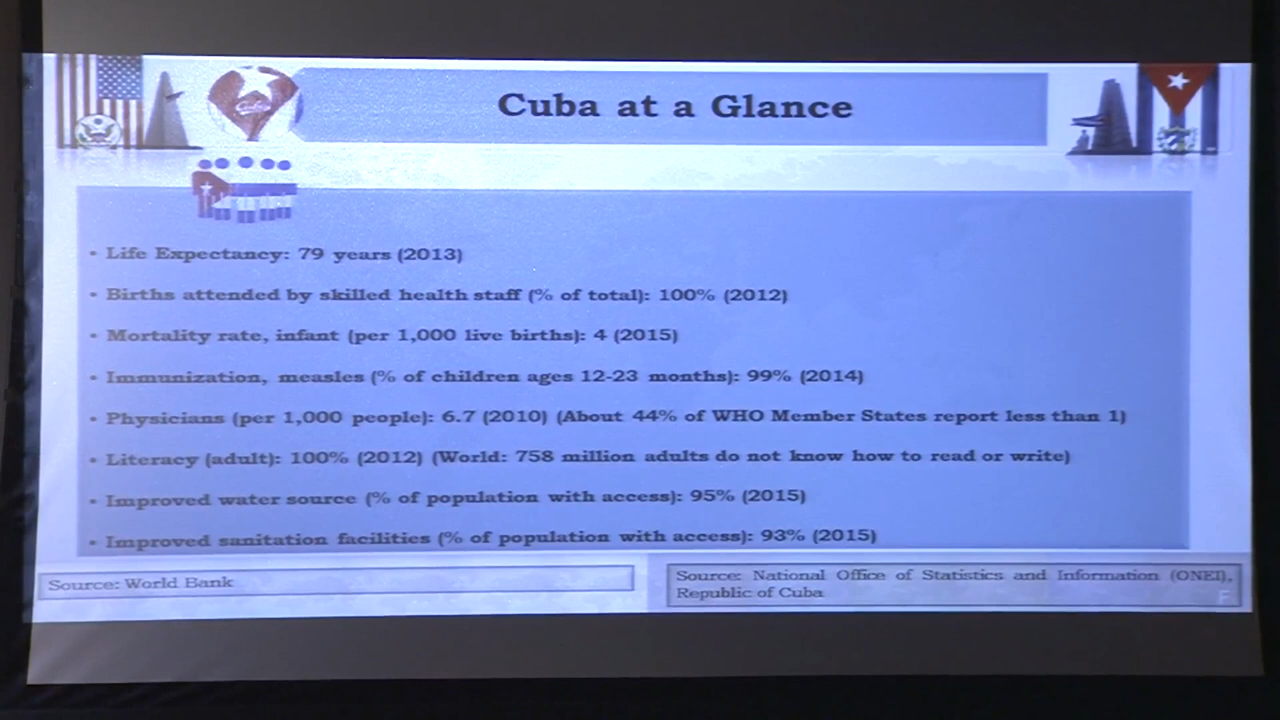 Cuba at a Glance
• Life Expectancy: 79 years (2013)
• Births attended by skilled health staff (% of total): 100% (2012)
• Mortality rate, infant (per 1,000 live births): 4 (2015)
• Immunization, measles (% of children ages 12-23 months): 99% (2014)
• Physicians (per 1,000 people): 6.7 (2010) (About 44% of WHO Member States report less than 1)
• Literacy (adult): 100% (2012) (World: 758 million adults do not know how to read or write)
• Improved water source (% of population with access): 95% (2015)
• Improved sanitation facilities (% of population with access): 93% (2015)
Source: World Bank
Source: National Office of Statistics and Information (ONEI),
Republic of Cuba